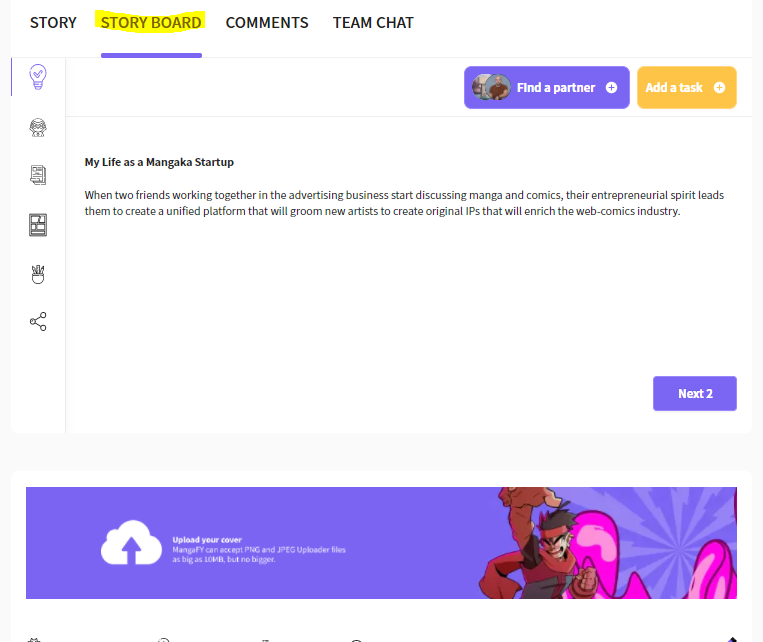 STORY STORY BOARD COMMENTS TEAM CHAT
Find a partner Add a task
My Life as a Mangaka Startup
When two friends working together in the advertising business start discussing manga and comics, their entrepreneurial spirit leads
them to create a unified platform that will groom new artists to create original IPs that will enrich the web-comics industry.
Next 2
Upload your cover
MangaFY can accept PNG and JPEG Uploader files
as big as 10MB, but no bigger.